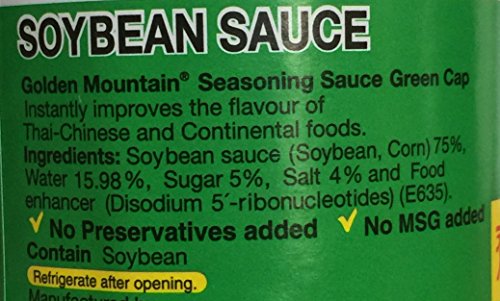 SOYBEAN SAUCE
Golden Mountain® Seasoning Sauce Green Cap
Instantly improves the flavour of
Thai-Chinese and Continental foods.
Ingredients: Soybean sauce (Soybean, Corn) 75%,
Water 15.98%, Sugar 5%, Salt 4% and Food
enhancer (Disodium 5´-ribonucleotides) (E635).
√ No Preservatives added √ No MSG added
Contain Soybean
Refrigerate after opening.
Manufactured